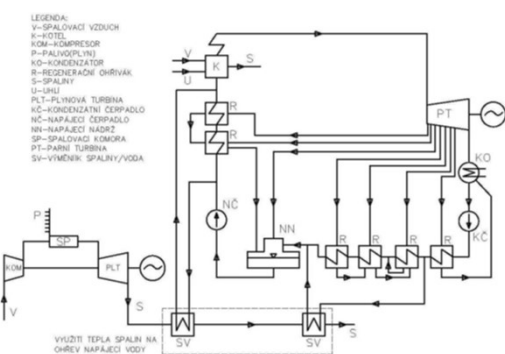 LEGENDA:
V-SPALOVACÍ VZDUCH
K-KOTEL
KOM-KOMPRESOR
P-PALIVO(PLYN)
KO-KONDENZÁTOR
R-REGENERAČNÍ OHŘÍVÁK
S-SPALINY
U-UHLÍ
PLT-PLYNOVÁ TURBÍNA
KČ-KONDENZÁTNÍ ČERPADLO
NČ-NAPÁJECÍ ČERPADLO
NN-NAPÁJECÍ NÁDRŽ
SP-SPALOVACÍ KOMORA
PT-PARNÍ TURBÍNA
SV-VÝMĚNÍK SPALINY/VODA
V
U
K
S
R
R
PT
KO
KČ
NČ
NN
R
R
R
R
P
SP
KOM
PLT
V
S
SV
SV
S
VYUŽITÍ TEPLA SPALIN NA
OHŘEV NAPÁJECÍ VODY